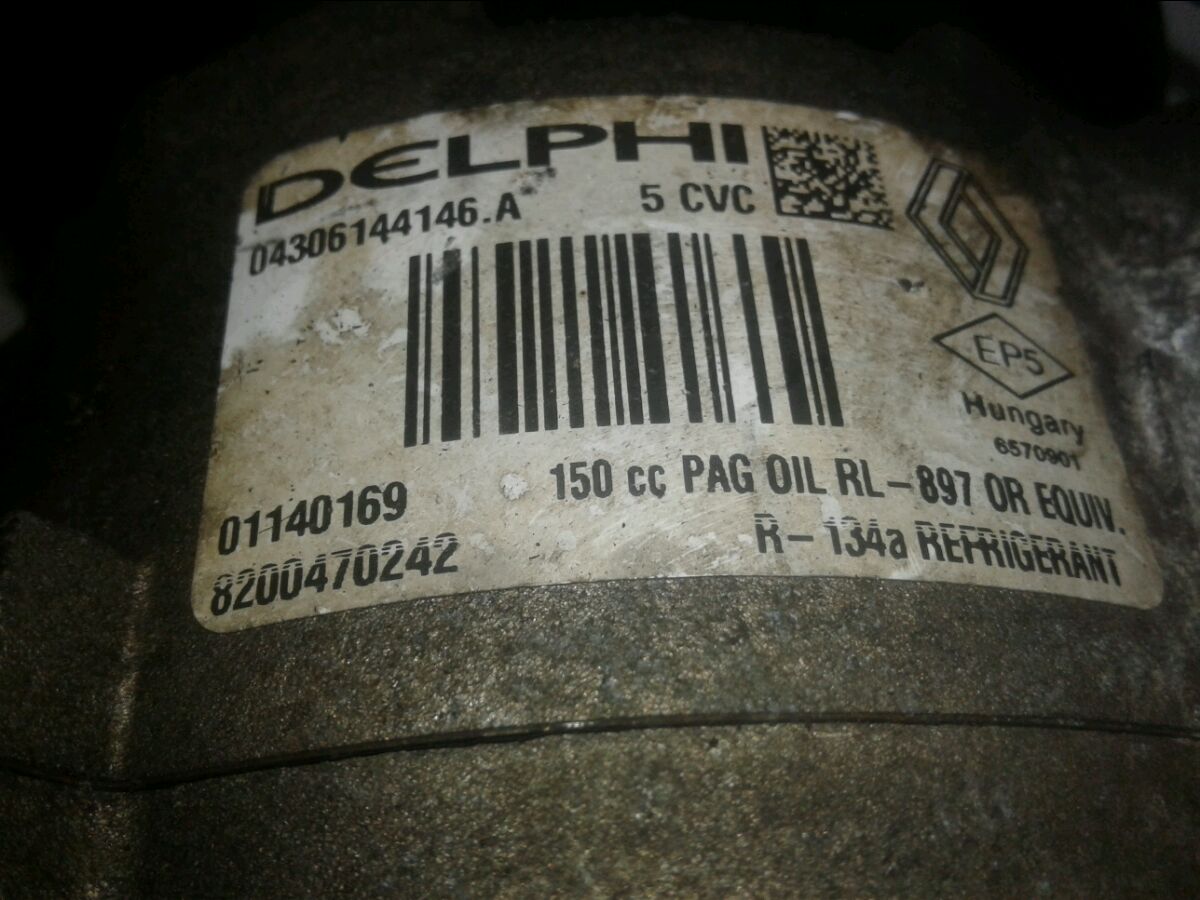 DELPHI
04306144146.A
5 CVC
EP5
Hungary
6570901
01140169
150 cc PAG OIL RL-897 OR EQUIV.
8200470242
R-134a REFRIGERANT